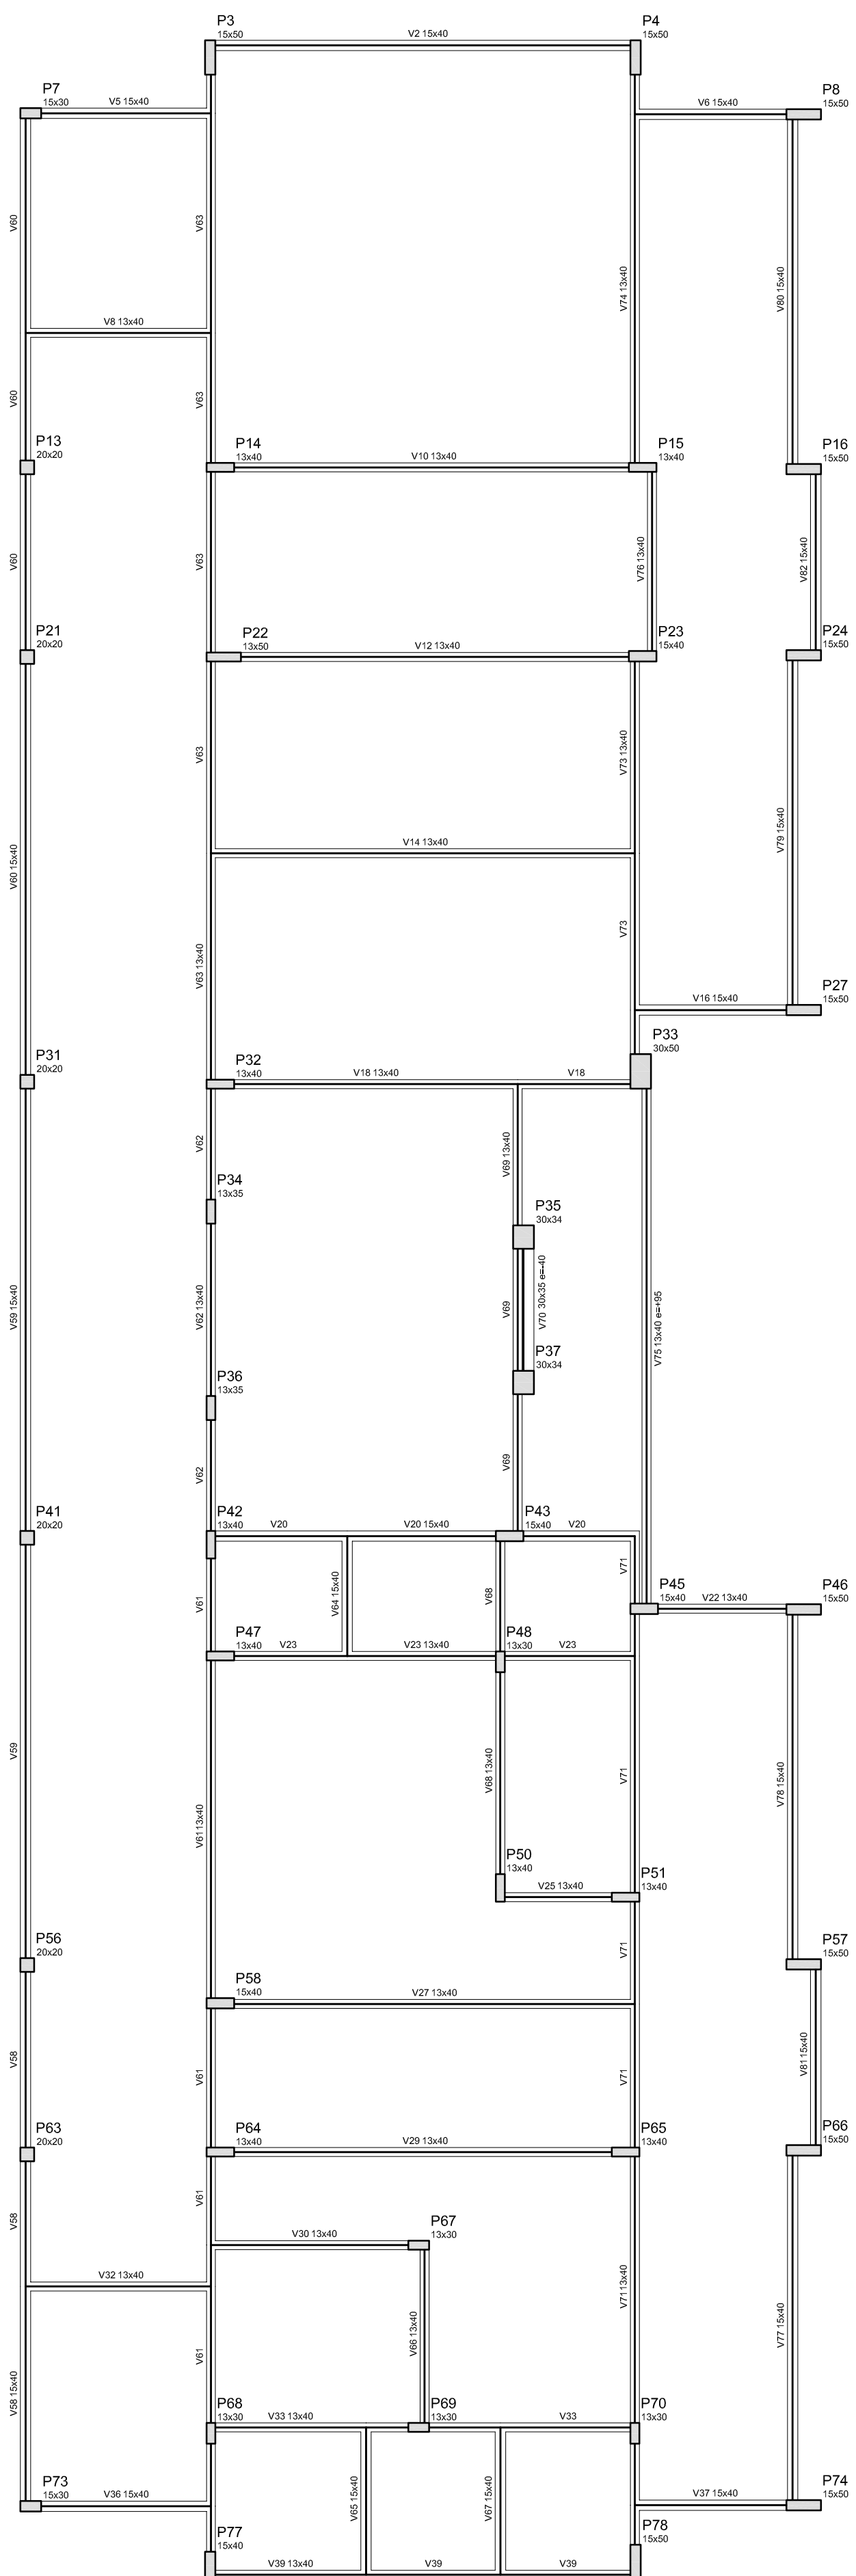 P3
15x50
V2 15x40
P4
15x50
P7
15x30
V5 15x40
V6 15x40
P8
15x50
V60
V63
V74 13x40
V80 15x40
V8 13x40
V60
V63
P13
20x20
P14
13x40
V10 13x40
P15
13x40
P16
15x50
V60
V63
V76 13x40
V82 15x40
P21
20x20
P22
13x50
V12 13x40
P23
15x40
P24
15x50
V63
V73 13x40
V60 15x40
V14 13x40
V79 15x40
V63 13x40
V73
V16 15x40
P27
15x50
P31
20x20
P32
13x40
V18 13x40
V18
P33
30x50
V62
V69 13x40
P34
13x35
P35
30x34
V59 15x40
V62 13x40
V69
V70 30x35 e=-40
V75 13x40 e=+95
P36
13x35
P37
30x34
V62
V69
P41
20x20
P42
13x40
V20
V20 15x40
P43
15x40
V20
V61
V64 15x40
V68
V71
P45
15x40
V22 13x40
P46
15x50
P47
13x40
V23
V23 13x40
P48
13x30
V23
V59
V61 13x40
V68 13x40
V71
V78 15x40
P50
13x40
V25 13x40
P51
13x40
V71
P56
20x20
P57
15x50
P58
15x40
V27 13x40
V58
V61
V71
V81 15x40
P63
20x20
P64
13x40
V29 13x40
P65
13x40
P66
15x50
V58
V61
V30 13x40
P67
13x30
V32 13x40
V58 15x40
V61
V66 13x40
V71 13x40
V77 15x40
P68
13x30
V33 13x40
P69
13x30
V33
P70
13x30
P73
15x30
V36 15x40
V65 15x40
V67 15x40
V37 15x40
P74
15x50
P77
15x40
V39 13x40
V39
V39
P78
15x50